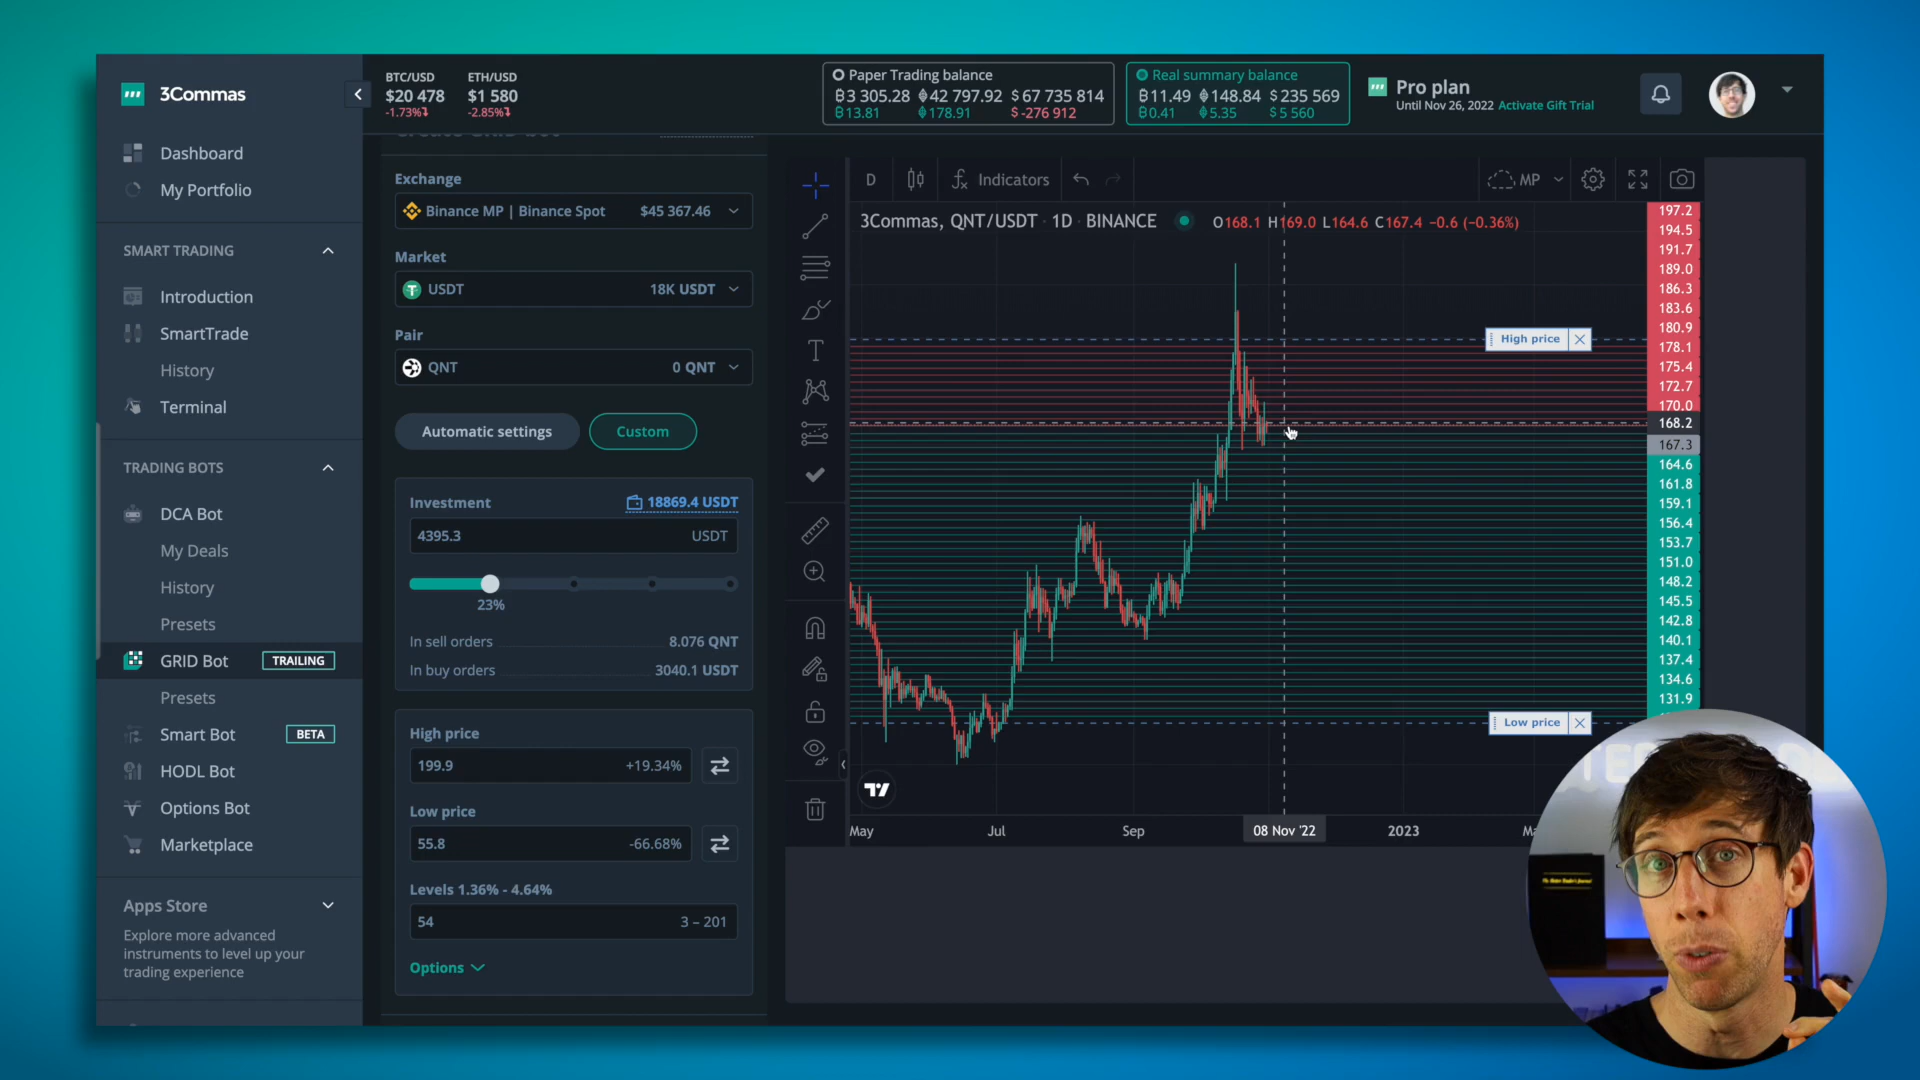 3Commas
BTC/USD
$20 478
-1.73%
ETH/USD
$1 580
-2.85%
Paper Trading balance
3 305.28 42 797.92 $ 67 735 814
13.81 178.91 $ -276 912
Real summary balance
11.49 148.84 $ 235 569
0.41 5.35 $ 5 560
Pro plan
Until Nov 26, 2022 Activate Gift Trial
Dashboard
My Portfolio
SMART TRADING
Introduction
SmartTrade
History
Terminal
TRADING BOTS
DCA Bot
My Deals
History
Presets
GRID Bot TRAILING
Presets
Smart Bot BETA
HODL Bot
Options Bot
Marketplace
Apps Store
Explore more advanced
instruments to level up your
trading experience
Exchange
Binance MP | Binance Spot $45 367.46
Market
USDT 18K USDT
Pair
QNT 0 QNT
Automatic settings Custom
Investment 18869.4 USDT
4395.3 USDT
23%
In sell orders 8.076 QNT
In buy orders 3040.1 USDT
High price
199.9 +19.34%
Low price
55.8 -66.68%
Levels 1.36% - 4.64%
54 3 – 201
Options
D Indicators MP
3Commas, QNT/USDT · 1D · BINANCE O168.1 H169.0 L164.6 C167.4 -0.6 (-0.36%)
High price
Low price
197.2
194.5
191.7
189.0
186.3
183.6
180.9
178.1
175.4
172.7
170.0
168.2
167.3
164.6
161.8
159.1
156.4
153.7
151.0
148.2
145.5
142.8
140.1
137.4
134.6
131.9
May Jul Sep 08 Nov '22 2023